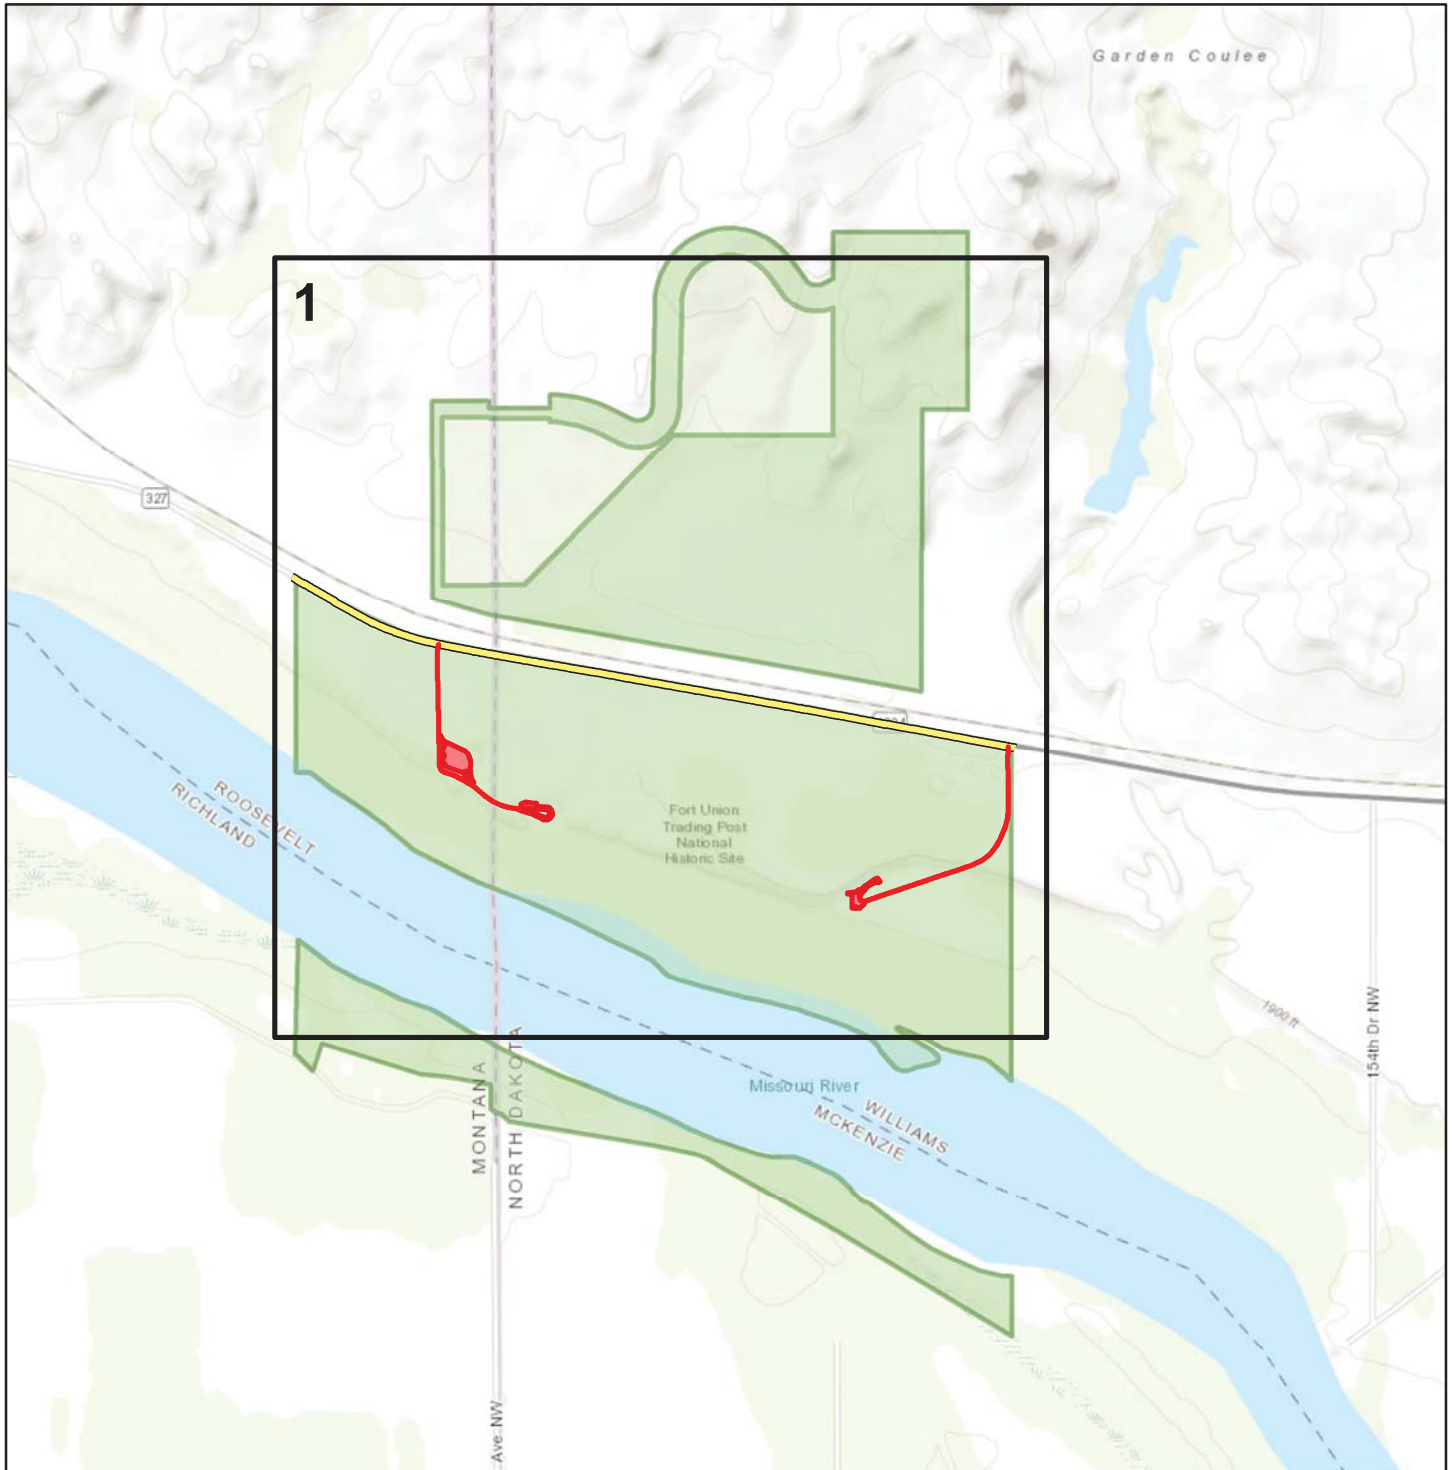 Garden Coulee
1
327
Fort Union
Trading Post
National
Historic Site
ROOSEVELT
RICHLAND
1900 ft
154th Dr NW
Missouri River
WILLIAMS
MCKENZIE
MONTANA
NORTH DAKOTA
Ave NW